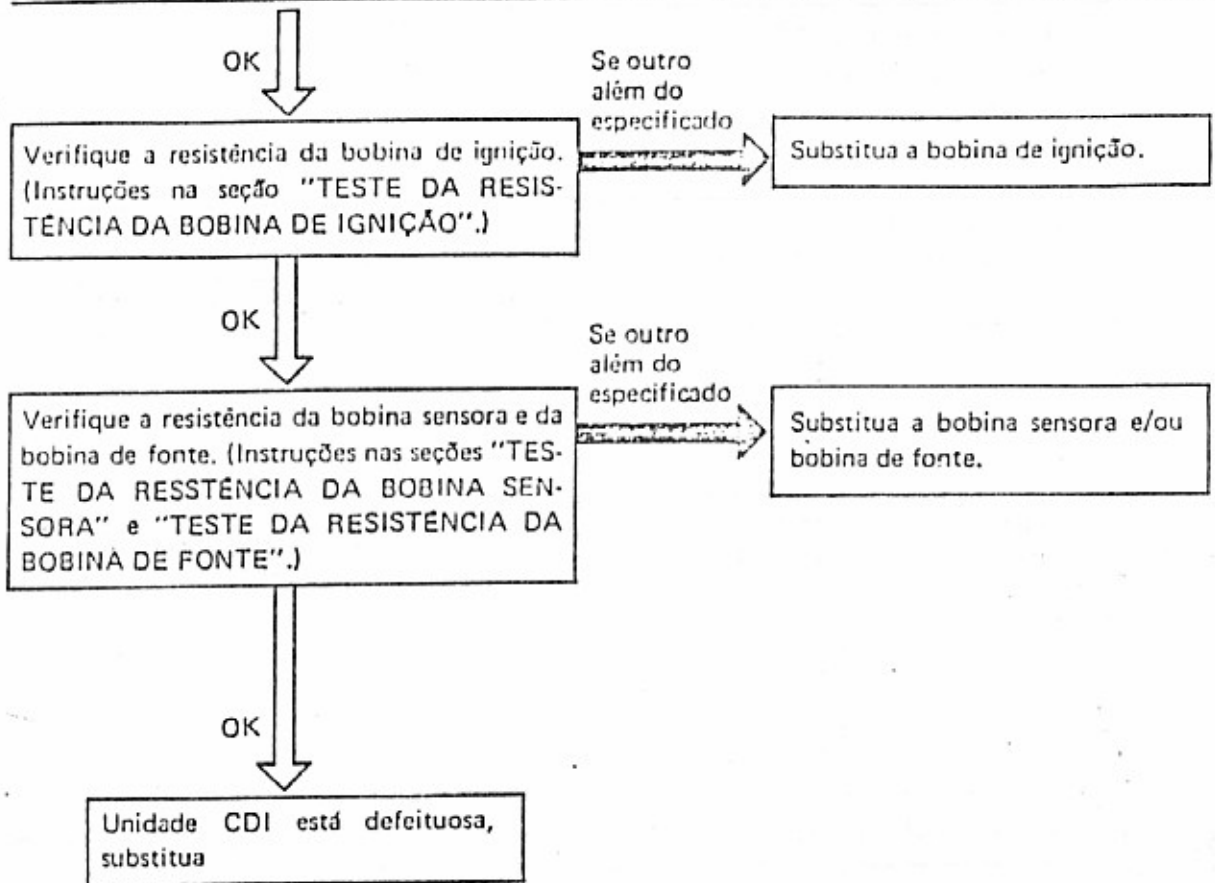 OK
Se outro
além do
especificado
Verifique a resistência da bobina de ignição.
(Instruções na seção "TESTE DA RESIS-
TÊNCIA DA BOBINA DE IGNIÇÃO".)
Substitua a bobina de ignição.
OK
Se outro
além do
especificado
Verifique a resistência da bobina sensora e da
bobina de fonte. (Instruções nas seções "TES-
TE DA RESSTÊNCIA DA BOBINA SEN-
SORA" e "TESTE DA RESISTÊNCIA DA
BOBINA DE FONTE".)
Substitua a bobina sensora e/ou
bobina de fonte.
OK
Unidade CDI está defeituosa,
substitua